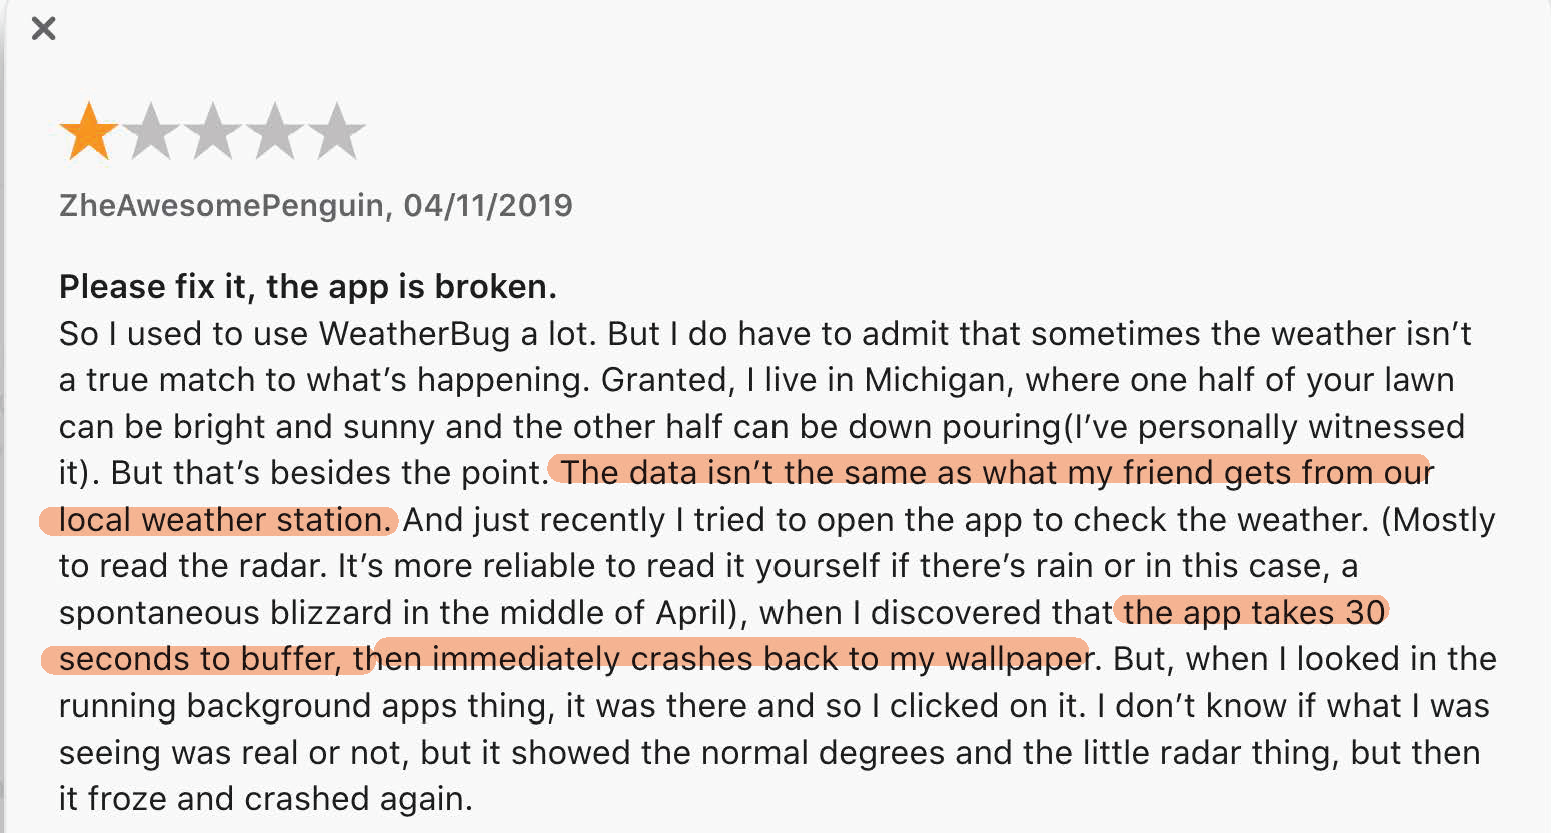 ZheAwesomePenguin, 04/11/2019
Please fix it, the app is broken.
So I used to use WeatherBug a lot. But I do have to admit that sometimes the weather isn’t
a true match to what’s happening. Granted, I live in Michigan, where one half of your lawn
can be bright and sunny and the other half can be down pouring(I’ve personally witnessed
it). But that’s besides the point. The data isn’t the same as what my friend gets from our
local weather station. And just recently I tried to open the app to check the weather. (Mostly
to read the radar. It’s more reliable to read it yourself if there’s rain or in this case, a
spontaneous blizzard in the middle of April), when I discovered that the app takes 30
seconds to buffer, then immediately crashes back to my wallpaper. But, when I looked in the
running background apps thing, it was there and so I clicked on it. I don’t know if what I was
seeing was real or not, but it showed the normal degrees and the little radar thing, but then
it froze and crashed again.